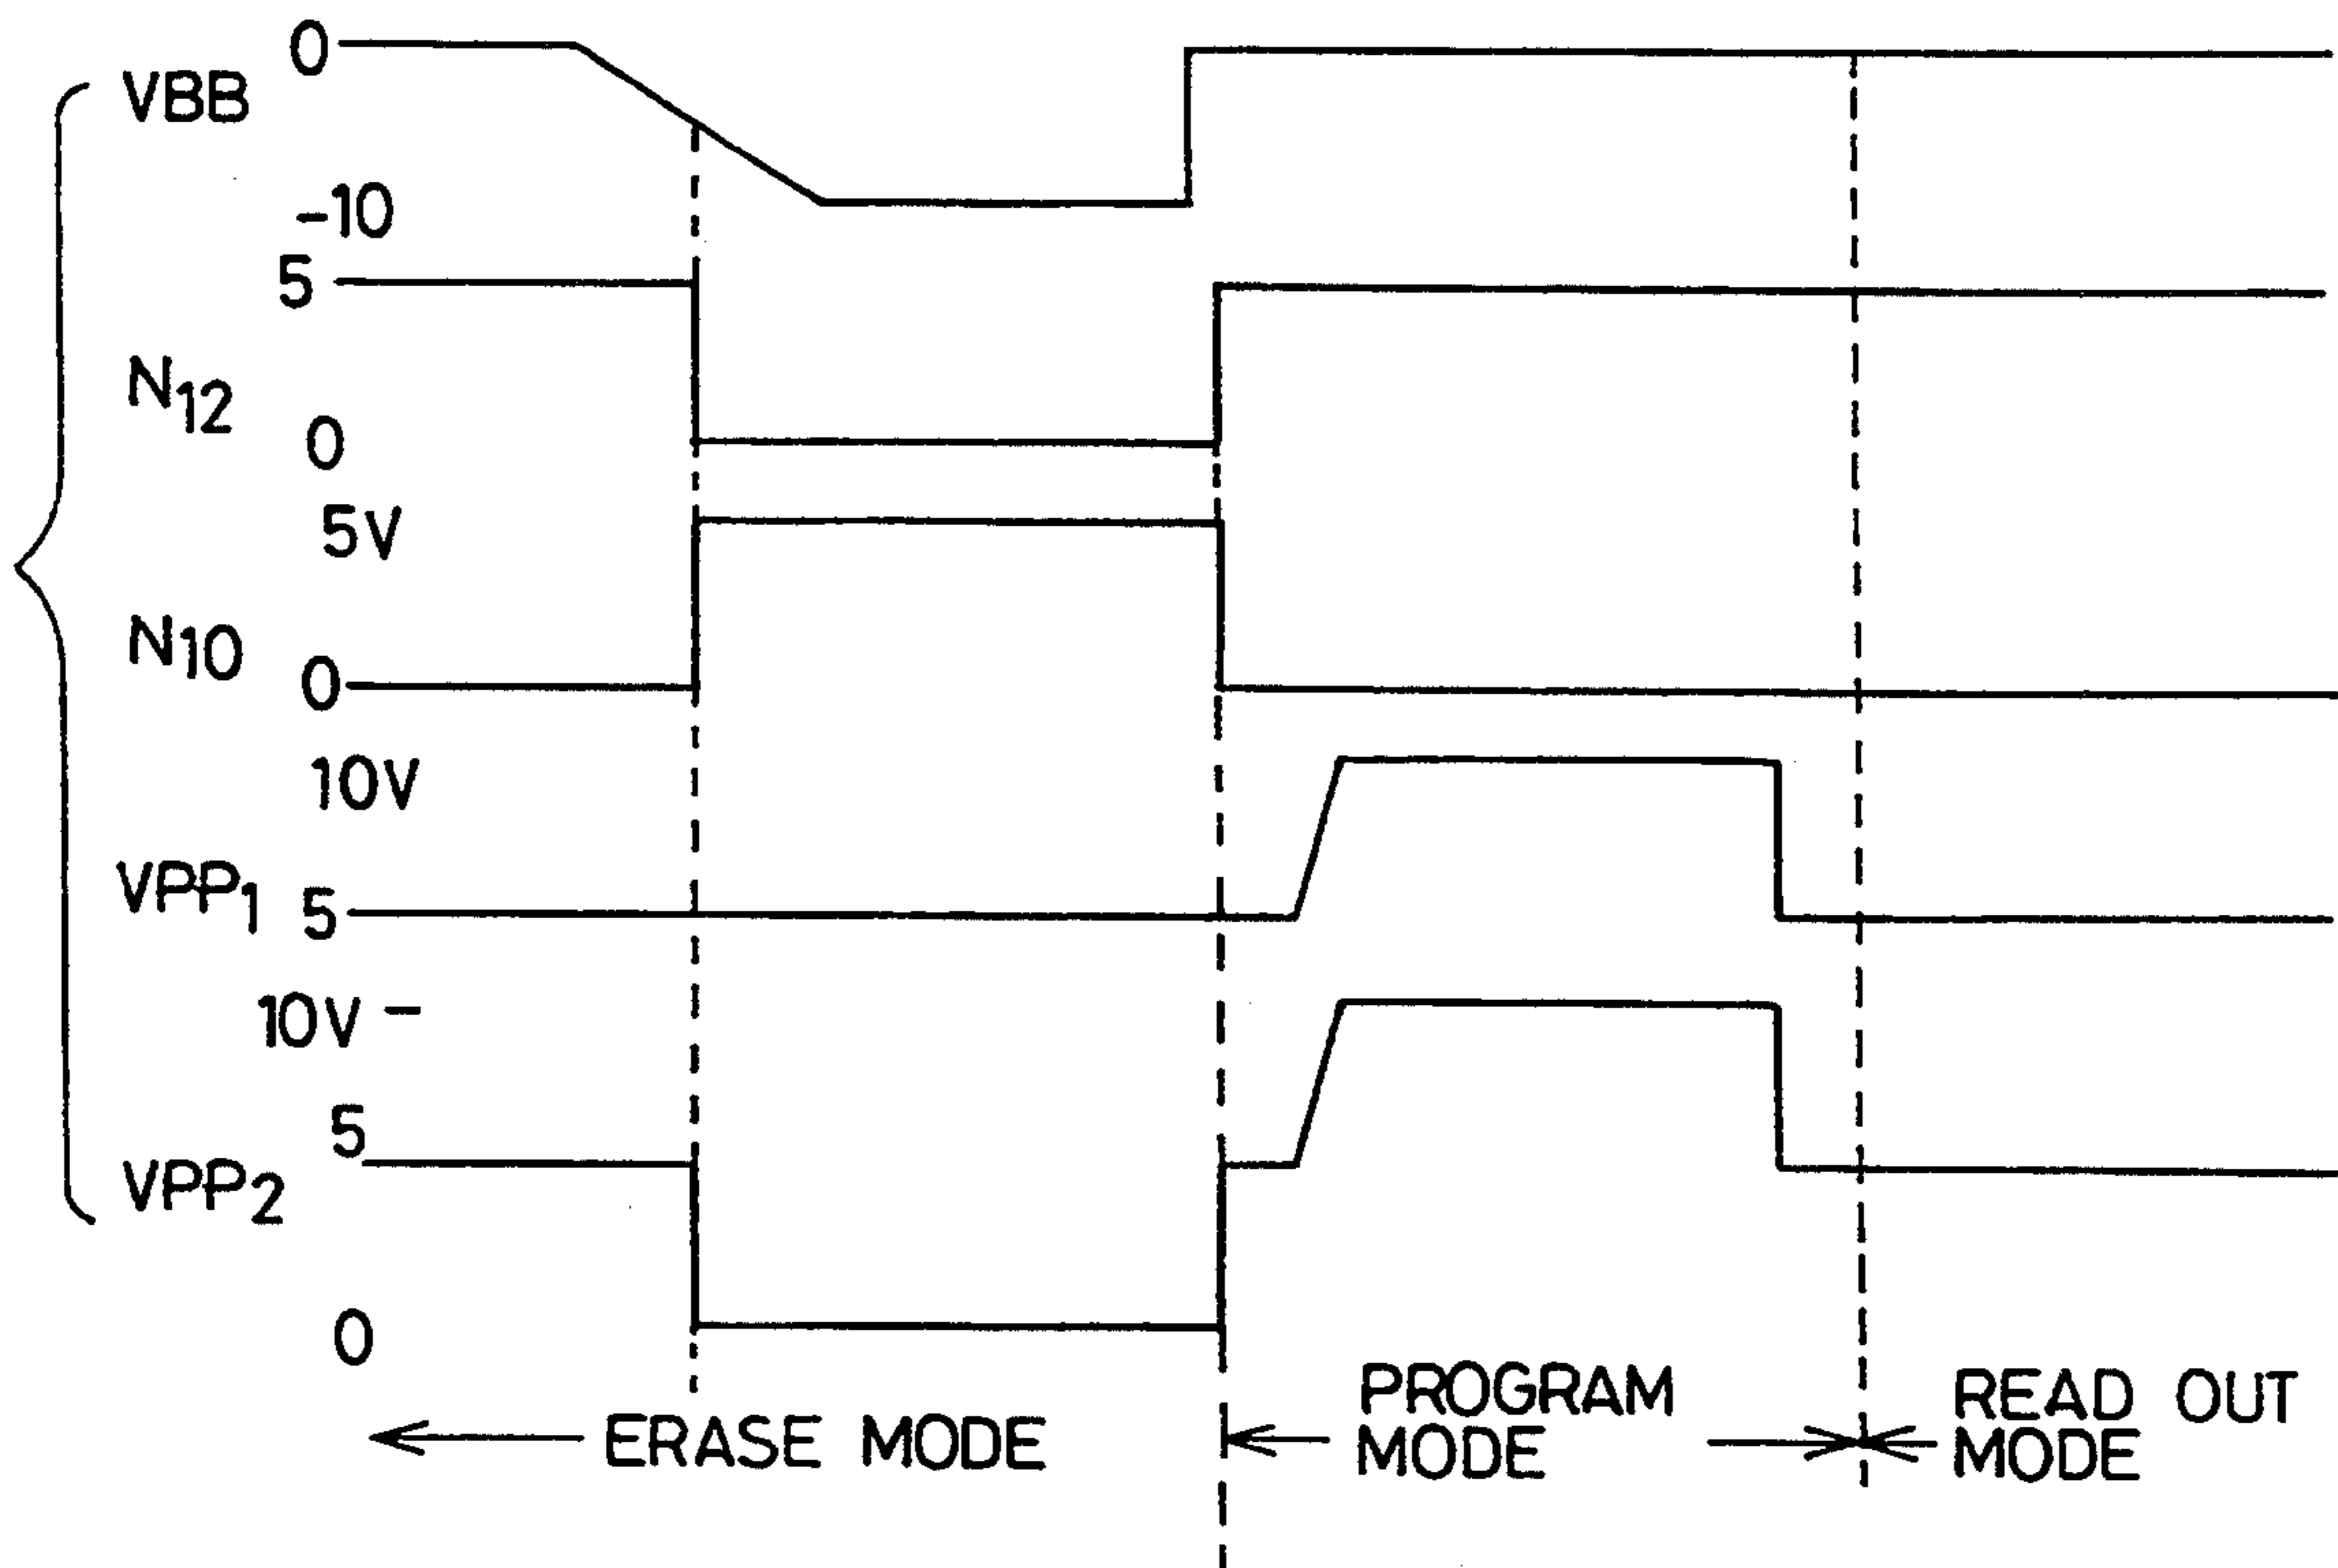 0
VBB
-10
5
N12
0
5V
N10
0
10V
VPP1 5
10V
5
VPP2
0
ERASE MODE
PROGRAM
MODE
READ OUT
MODE